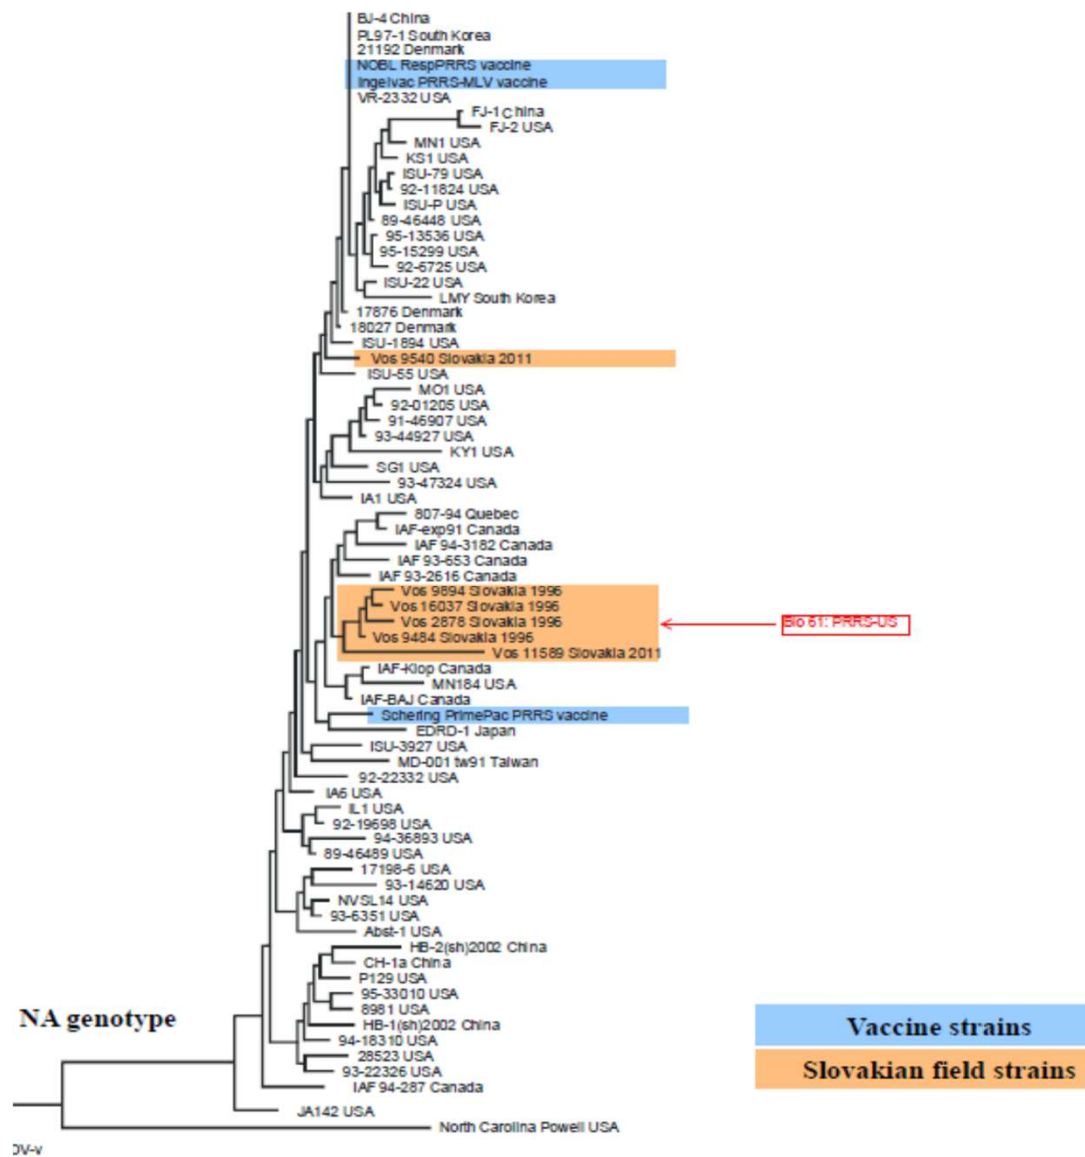 BJ-4 China
PL97-1 South Korea
21192 Denmark
NOBL RespPRRS vaccine
Ingelvac PRRS-MLV vaccine
VR-2332 USA
FJ-1 China
FJ-2 USA
MN1 USA
KS1 USA
ISU-79 USA
92-11824 USA
ISU-P USA
89-46448 USA
95-13536 USA
95-15299 USA
92-6725 USA
ISU-22 USA
LMY South Korea
17876 Denmark
18027 Denmark
ISU-1894 USA
Vos 9540 Slovakia 2011
ISU-55 USA
MO1 USA
92-01205 USA
91-46907 USA
93-44927 USA
KY1 USA
SG1 USA
93-47324 USA
IA1 USA
807-94 Quebec
IAF-exp91 Canada
IAF 94-3182 Canada
IAF 93-653 Canada
IAF 93-2616 Canada
Vos 9894 Slovakia 1996
Vos 16037 Slovakia 1996
Vos 2878 Slovakia 1996
Bio 61: PRRS-US
Vos 9484 Slovakia 1996
Vos 11589 Slovakia 2011
IAF-Klop Canada
MN184 USA
IAF-BAJ Canada
Schering PrimePac PRRS vaccine
EDRD-1 Japan
ISU-3927 USA
MD-001 tw91 Taiwan
92-22332 USA
IA6 USA
IL1 USA
92-19698 USA
94-36893 USA
89-46489 USA
17198-6 USA
93-14620 USA
NVSL14 USA
93-6351 USA
Abst-1 USA
HB-2(sh)2002 China
CH-1a China
P129 USA
95-33010 USA
8981 USA
HB-1(sh)2002 China
94-18310 USA
28523 USA
93-22326 USA
IAF 94-287 Canada
JA142 USA
North Carolina Powell USA
NA genotype
Vaccine strains
Slovakian field strains
DV-v